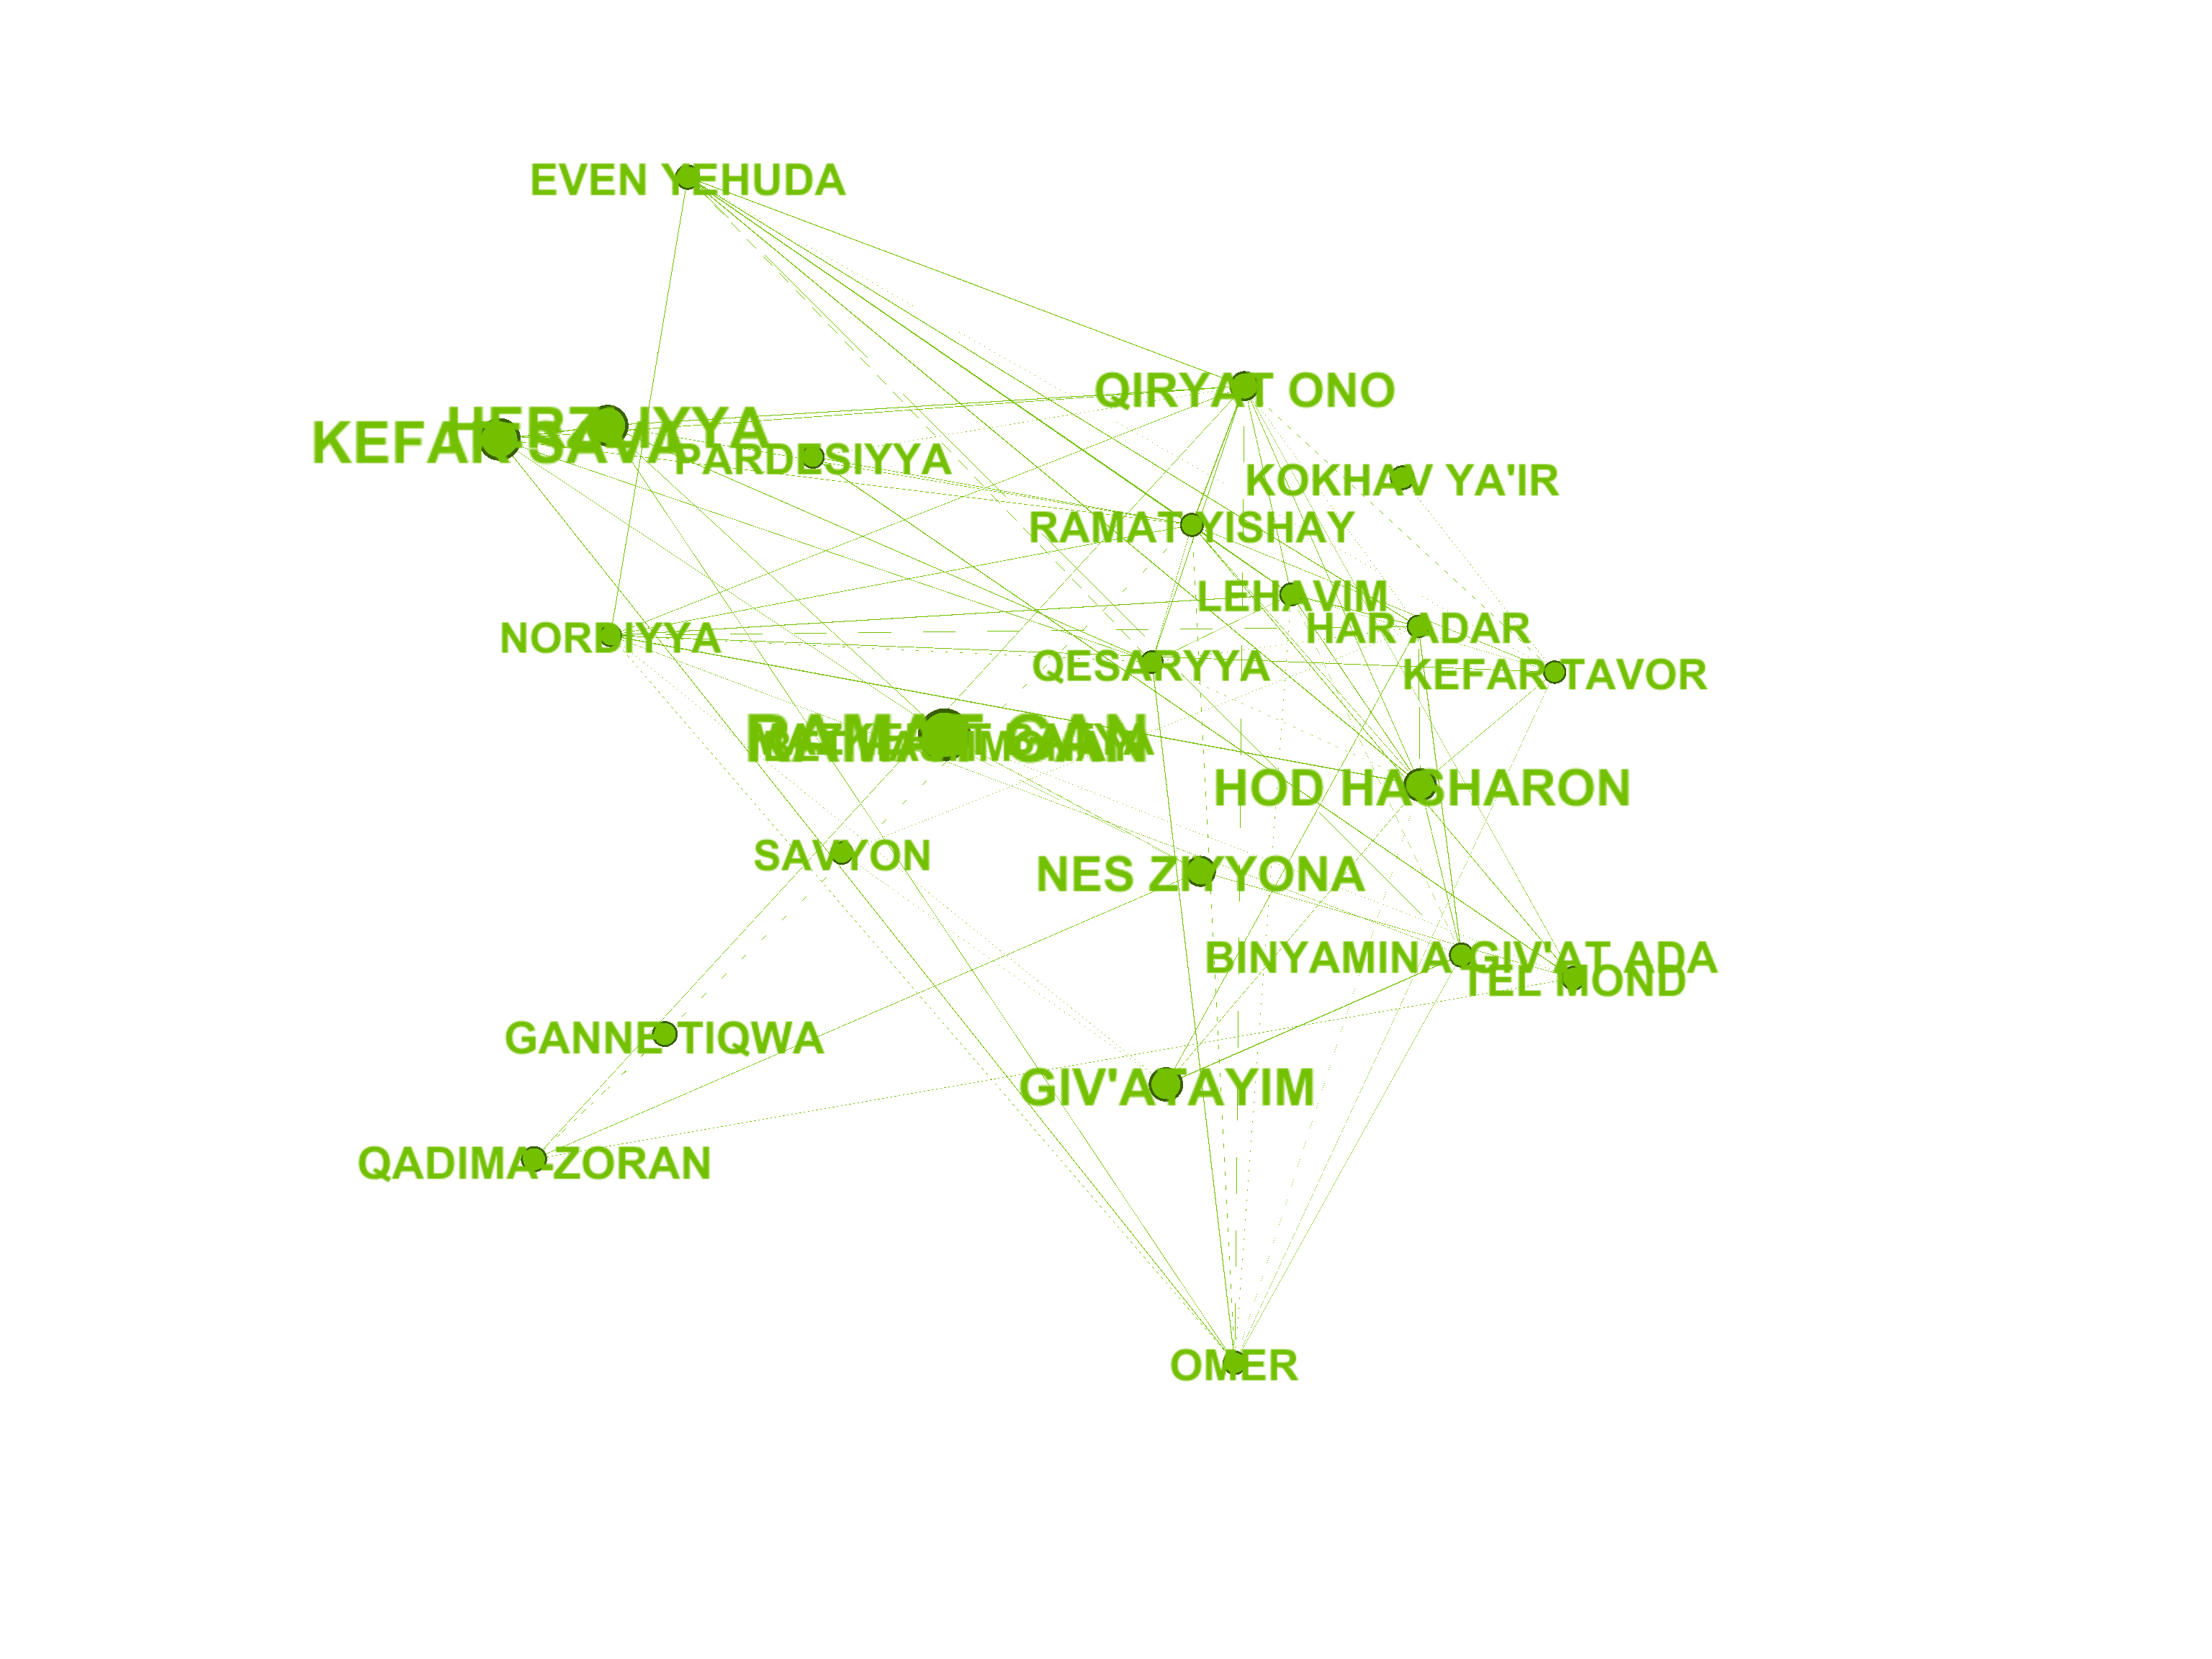 EVEN YEHUDA
QIRYAT ONO
HERZLIYYA
KEFAR SAVA
PARDESIYYA
KOKHAV YA'IR
RAMAT YISHAY
LEHAVIM
HAR ADAR
NORDIYYA
QESARYYA
KEFAR TAVOR
RAMAT GAN
HOD HASHARON
SAVYON
NES ZIYYONA
BINYAMINA-GIV'AT ADA
TEL MOND
GANNE TIQWA
GIV'ATAYIM
QADIMA-ZORAN
OMER